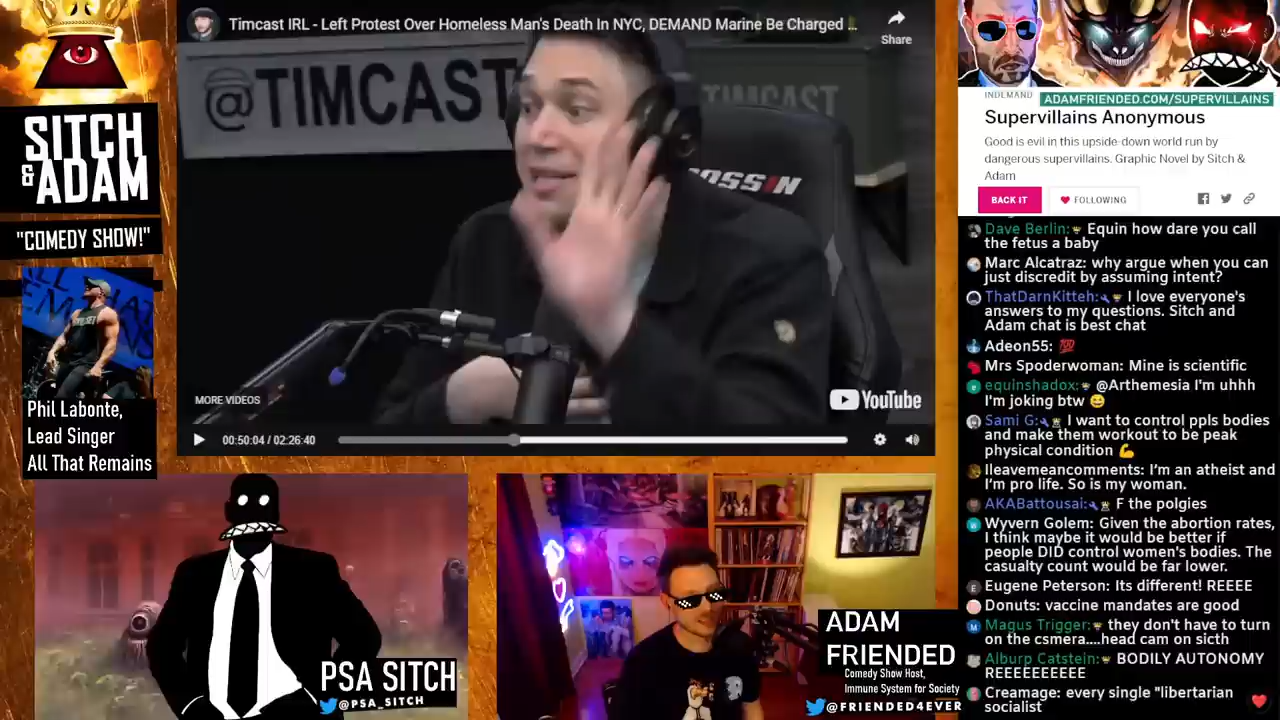 Timcast IRL - Left Protest Over Homeless Man's Death In NYC, DEMAND Marine Be Charged ...
Share
@TIMCAST
TIMCAST
MORE VIDEOS
YouTube
00:50:04 / 02:26:40
SITCH
& ADAM
"COMEDY SHOW!"
Phil Labonte,
Lead Singer
All That Remains
PSA SITCH
@PSA_SITCH
ADAM
FRIENDED
Comedy Show Host,
Immune System for Society
@FRIENDED4EVER
INDEMAND
ADAMFRIENDED.COM/SUPERVILLAINS
Supervillains Anonymous
Good is evil in this upside-down world run by
dangerous supervillains. Graphic Novel by Sitch &
Adam
BACK IT
FOLLOWING
Dave Berlin: Equin how dare you call
the fetus a baby
Marc Alcatraz: why argue when you can
just discredit by assuming intent?
ThatDarnKitteh: I love everyone's
answers to my questions. Sitch and
Adam chat is best chat
Adeon55: 💯
Mrs Spoderwoman: Mine is scientific
equinshadox: @Arthemesia I'm uhhh
I'm joking btw 😅
Sami G: I want to control ppls bodies
and make them workout to be peak
physical condition 💪
Ileavemeancomments: I'm an atheist and
I'm pro life. So is my woman.
AKABattousai: F the polgies
Wyvern Golem: Given the abortion rates,
I think maybe it would be better if
people DID control women's bodies. The
casualty count would be far lower.
Eugene Peterson: Its different! REEEE
Donuts: vaccine mandates are good
Magus Trigger: they don't have to turn
on the csmera....head cam on sicth
Alburp Catstein: BODILY AUTONOMY
REEEEEEEEEE
Creamage: every single "libertarian
socialist